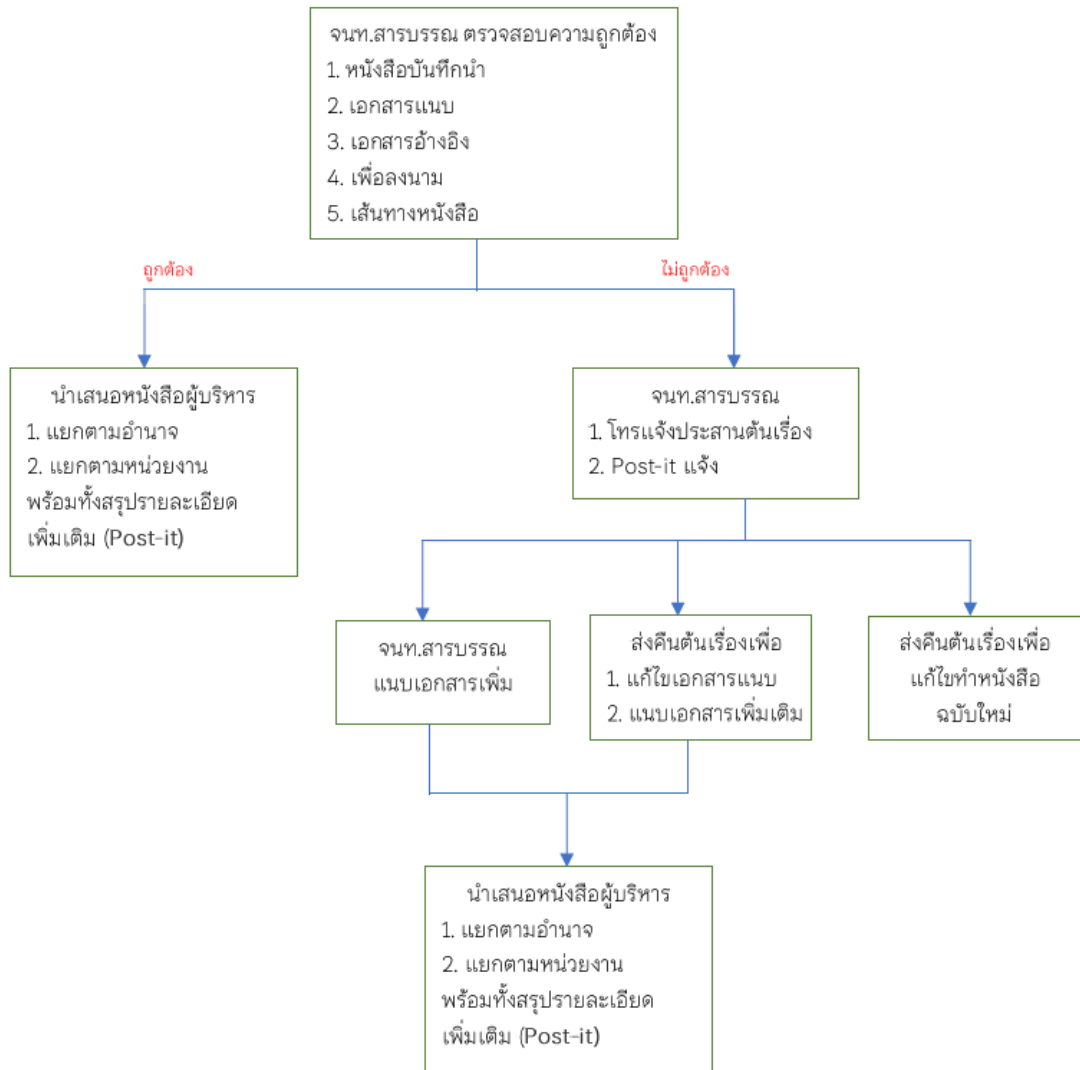 จนท.สารบรรณ ตรวจสอบความถูกต้อง
1. หนังสือบันทึกนำ
2. เอกสารแนบ
3. เอกสารอ้างอิง
4. เพื่อลงนาม
5. เส้นทางหนังสือ
ถูกต้อง
ไม่ถูกต้อง
นำเสนอหนังสือผู้บริหาร
1. แยกตามอำนาจ
2. แยกตามหน่วยงาน
พร้อมทั้งสรุปรายละเอียด
เพิ่มเติม (Post-it)
จนท.สารบรรณ
1. โทรแจ้งประสานต้นเรื่อง
2. Post-it แจ้ง
จนท.สารบรรณ
แนบเอกสารเพิ่ม
ส่งคืนต้นเรื่องเพื่อ
1. แก้ไขเอกสารแนบ
2. แนบเอกสารเพิ่มเติม
ส่งคืนต้นเรื่องเพื่อ
แก้ไขทำหนังสือ
ฉบับใหม่
นำเสนอหนังสือผู้บริหาร
1. แยกตามอำนาจ
2. แยกตามหน่วยงาน
พร้อมทั้งสรุปรายละเอียด
เพิ่มเติม (Post-it)